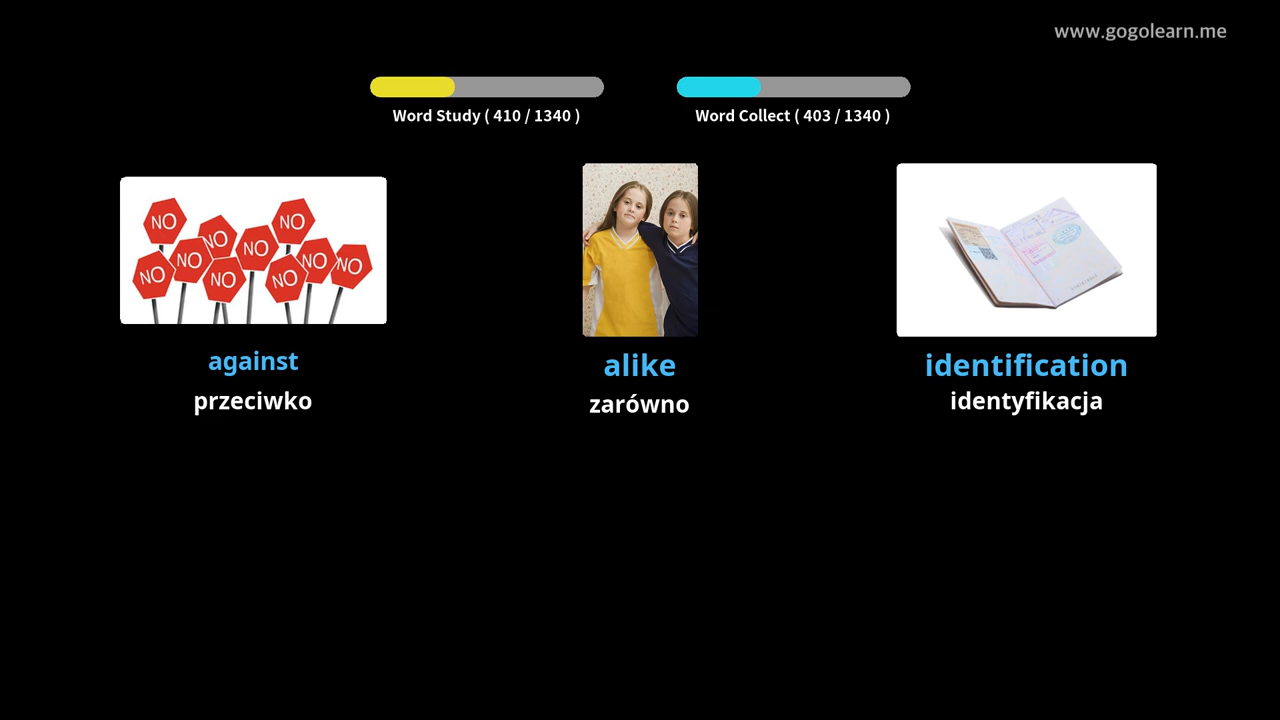 www.gogolearn.me
Word Study ( 410 / 1340 )
Word Collect ( 403 / 1340 )
NO
NO
NO
NO
NO
NO
NO
NO
NO
against
przeciwko
alike
zarówno
identification
identyfikacja